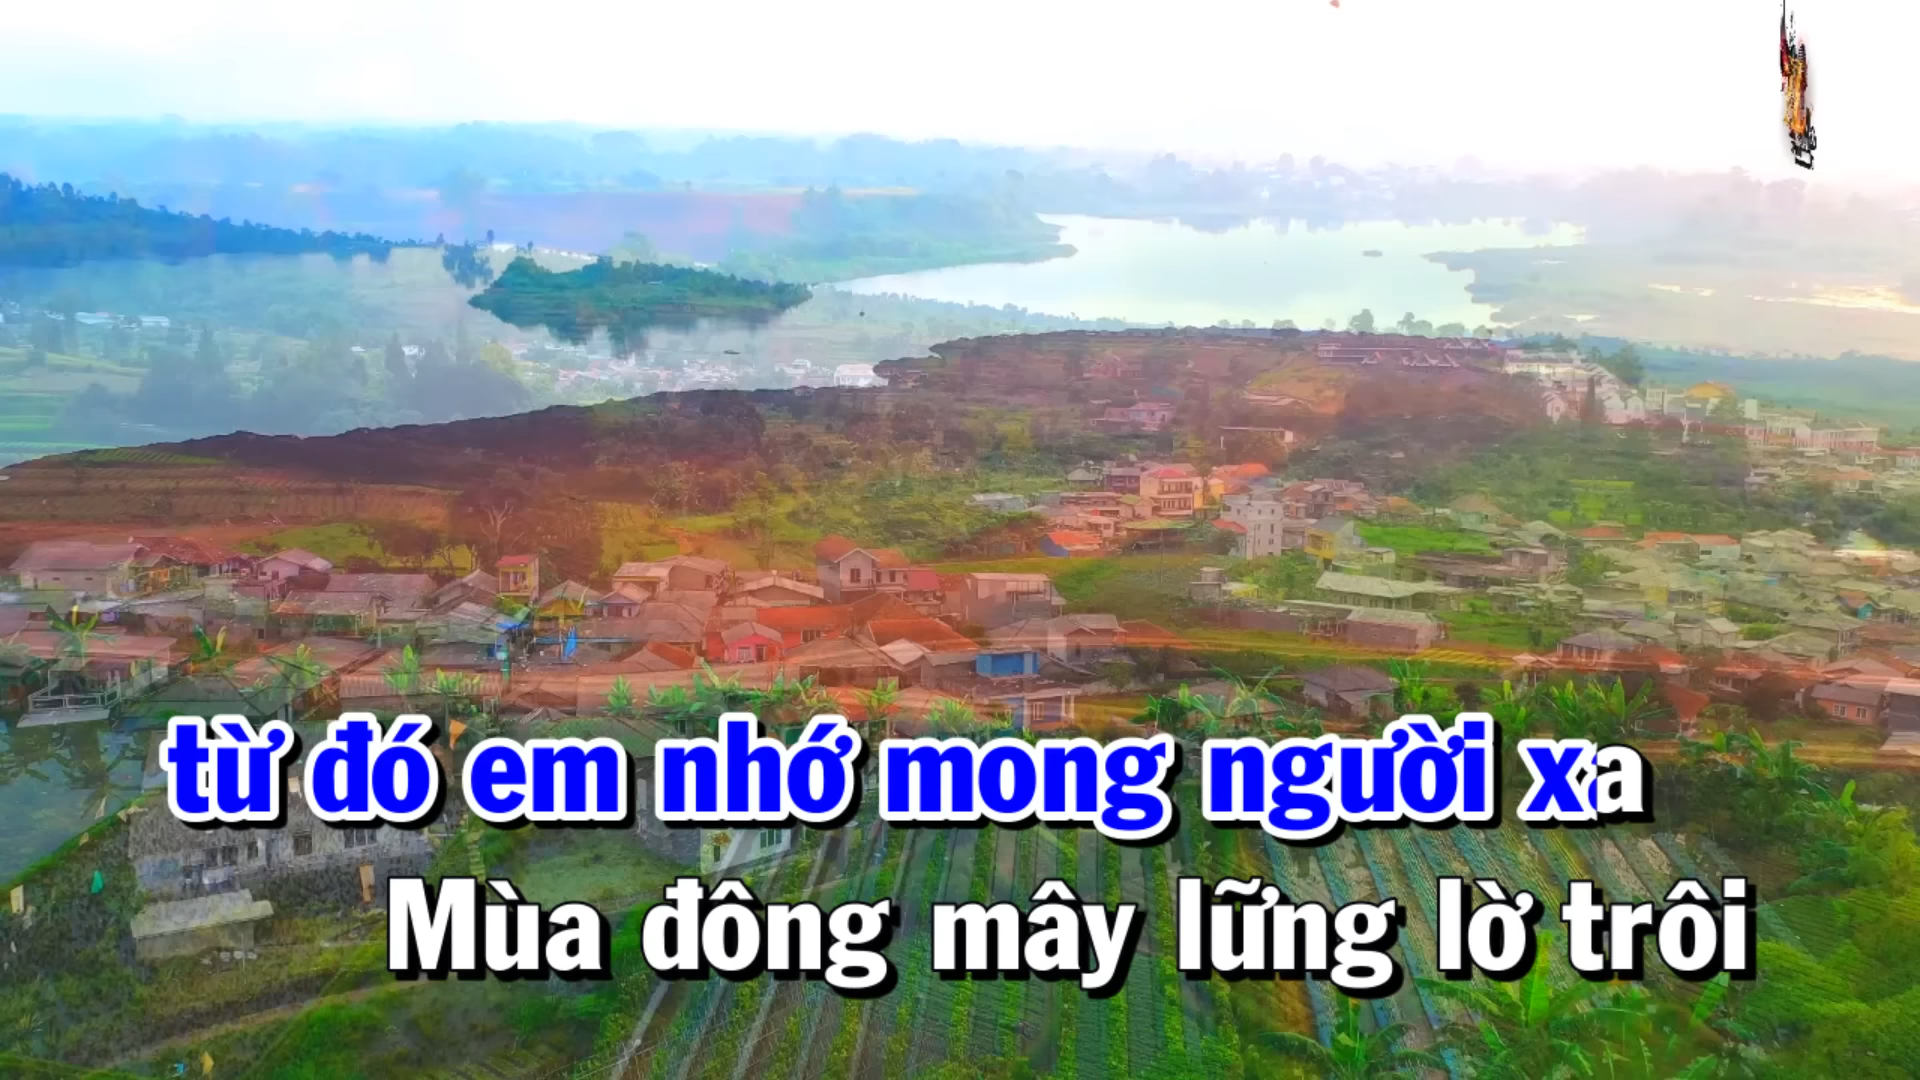 từ đó em nhớ mong người xa
Mùa đông mây lững lờ trôi